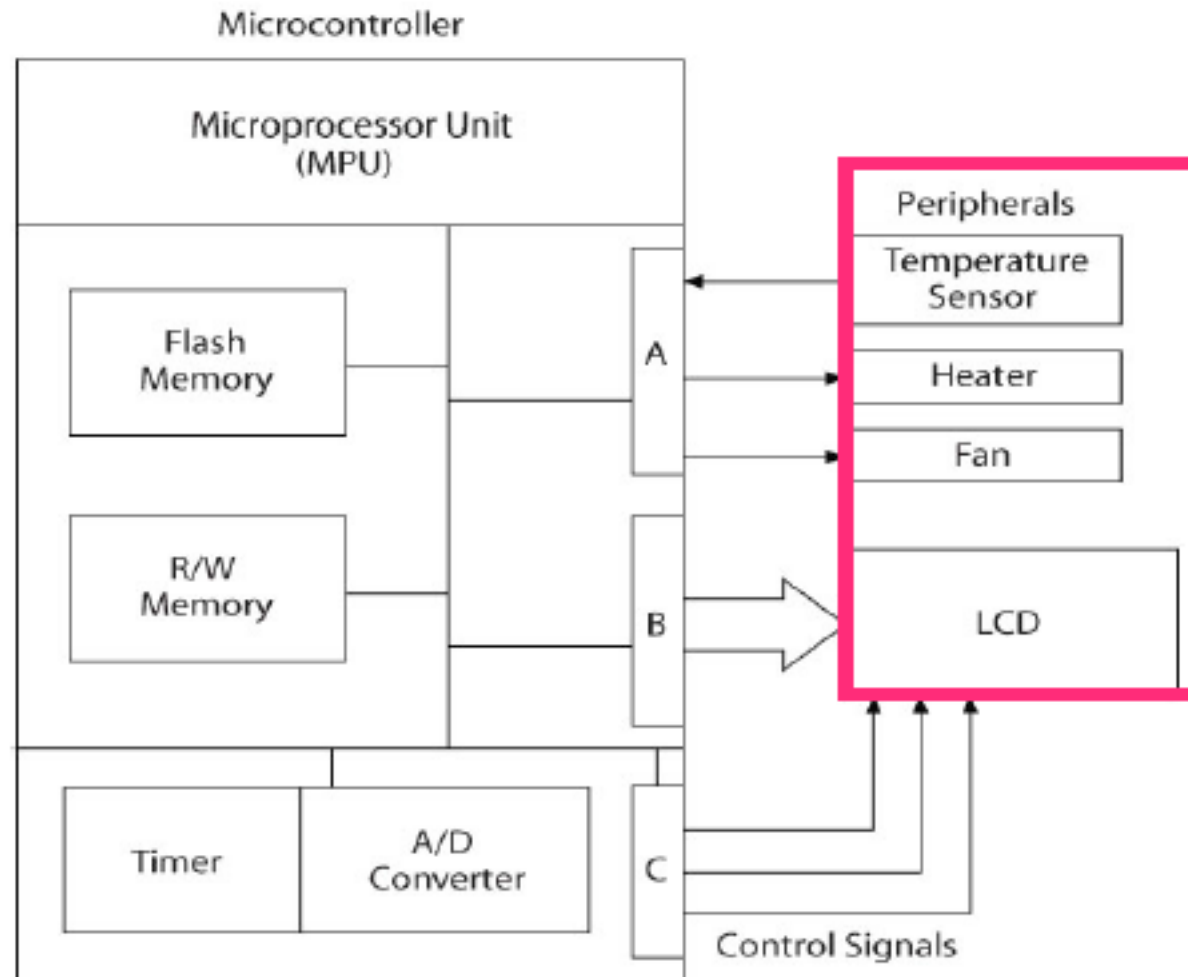 Microcontroller
Microprocessor Unit
(MPU)
Peripherals
Temperature
Sensor
Flash
Memory
A
Heater
Fan
R/W
Memory
B
LCD
Timer
A/D
Converter
C
Control Signals